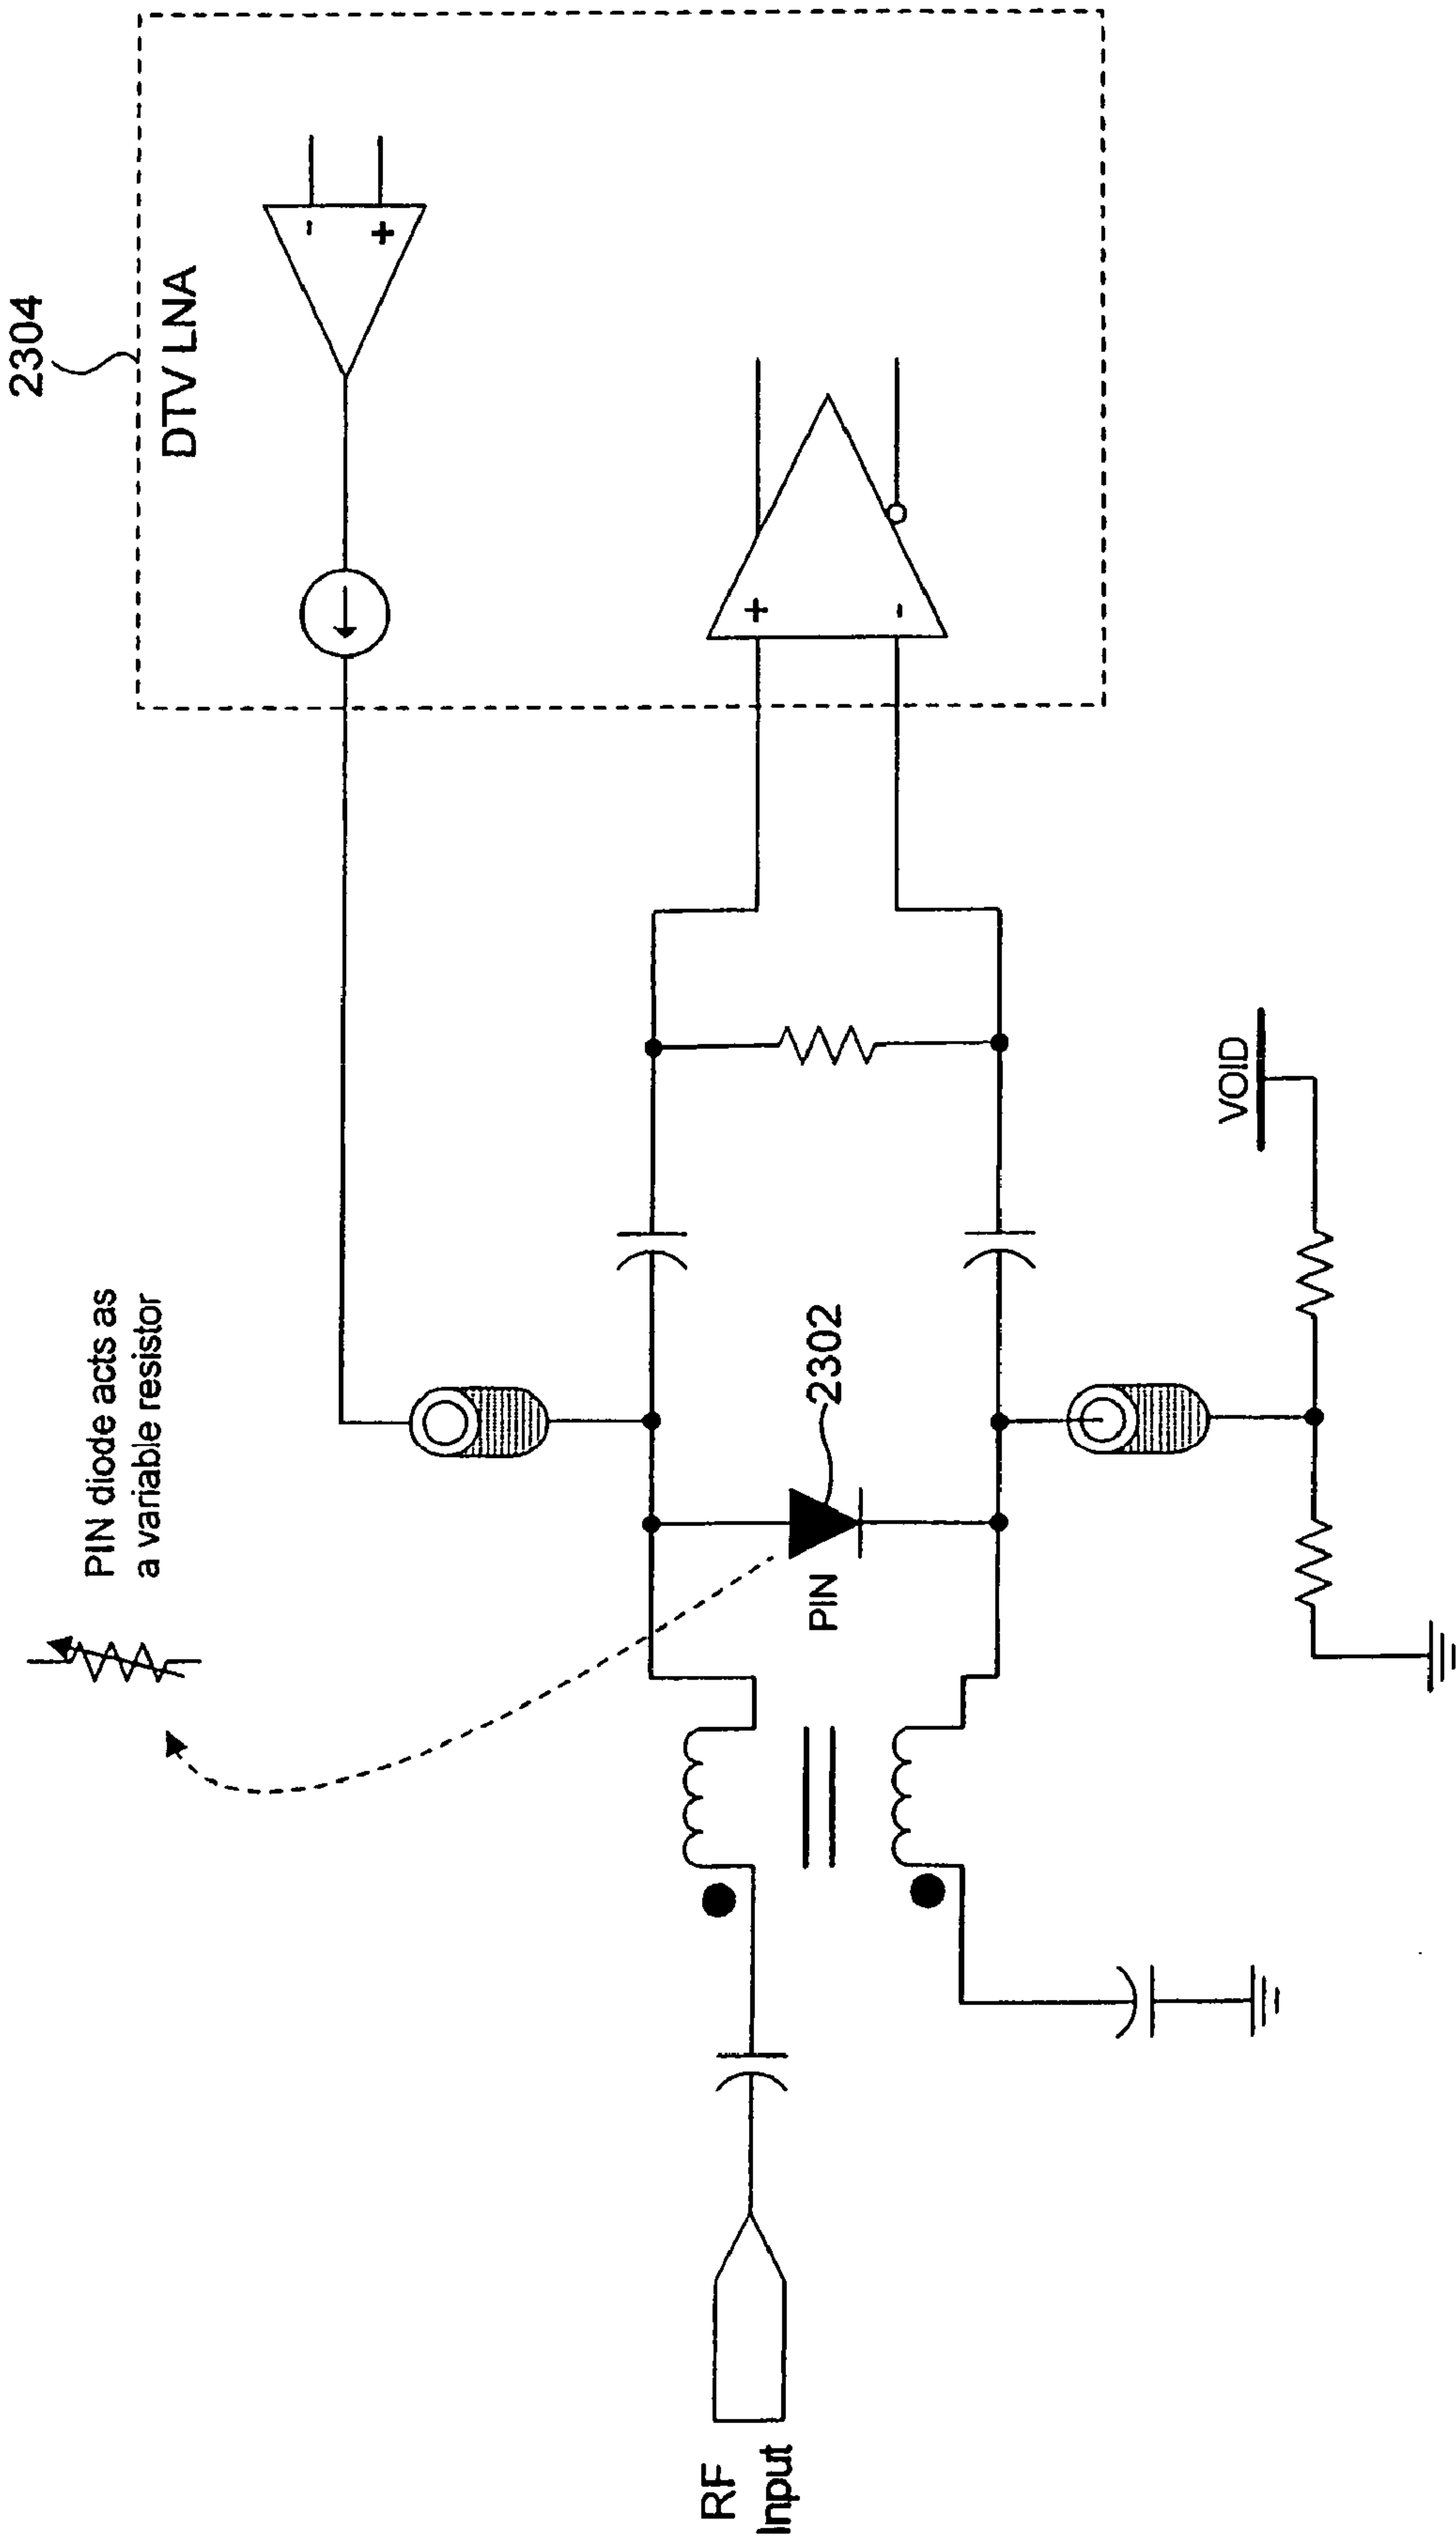 2304
DTV LNA
-
+
+
-
PIN diode acts as
a variable resistor
2302
PIN
VOID
RF
Input